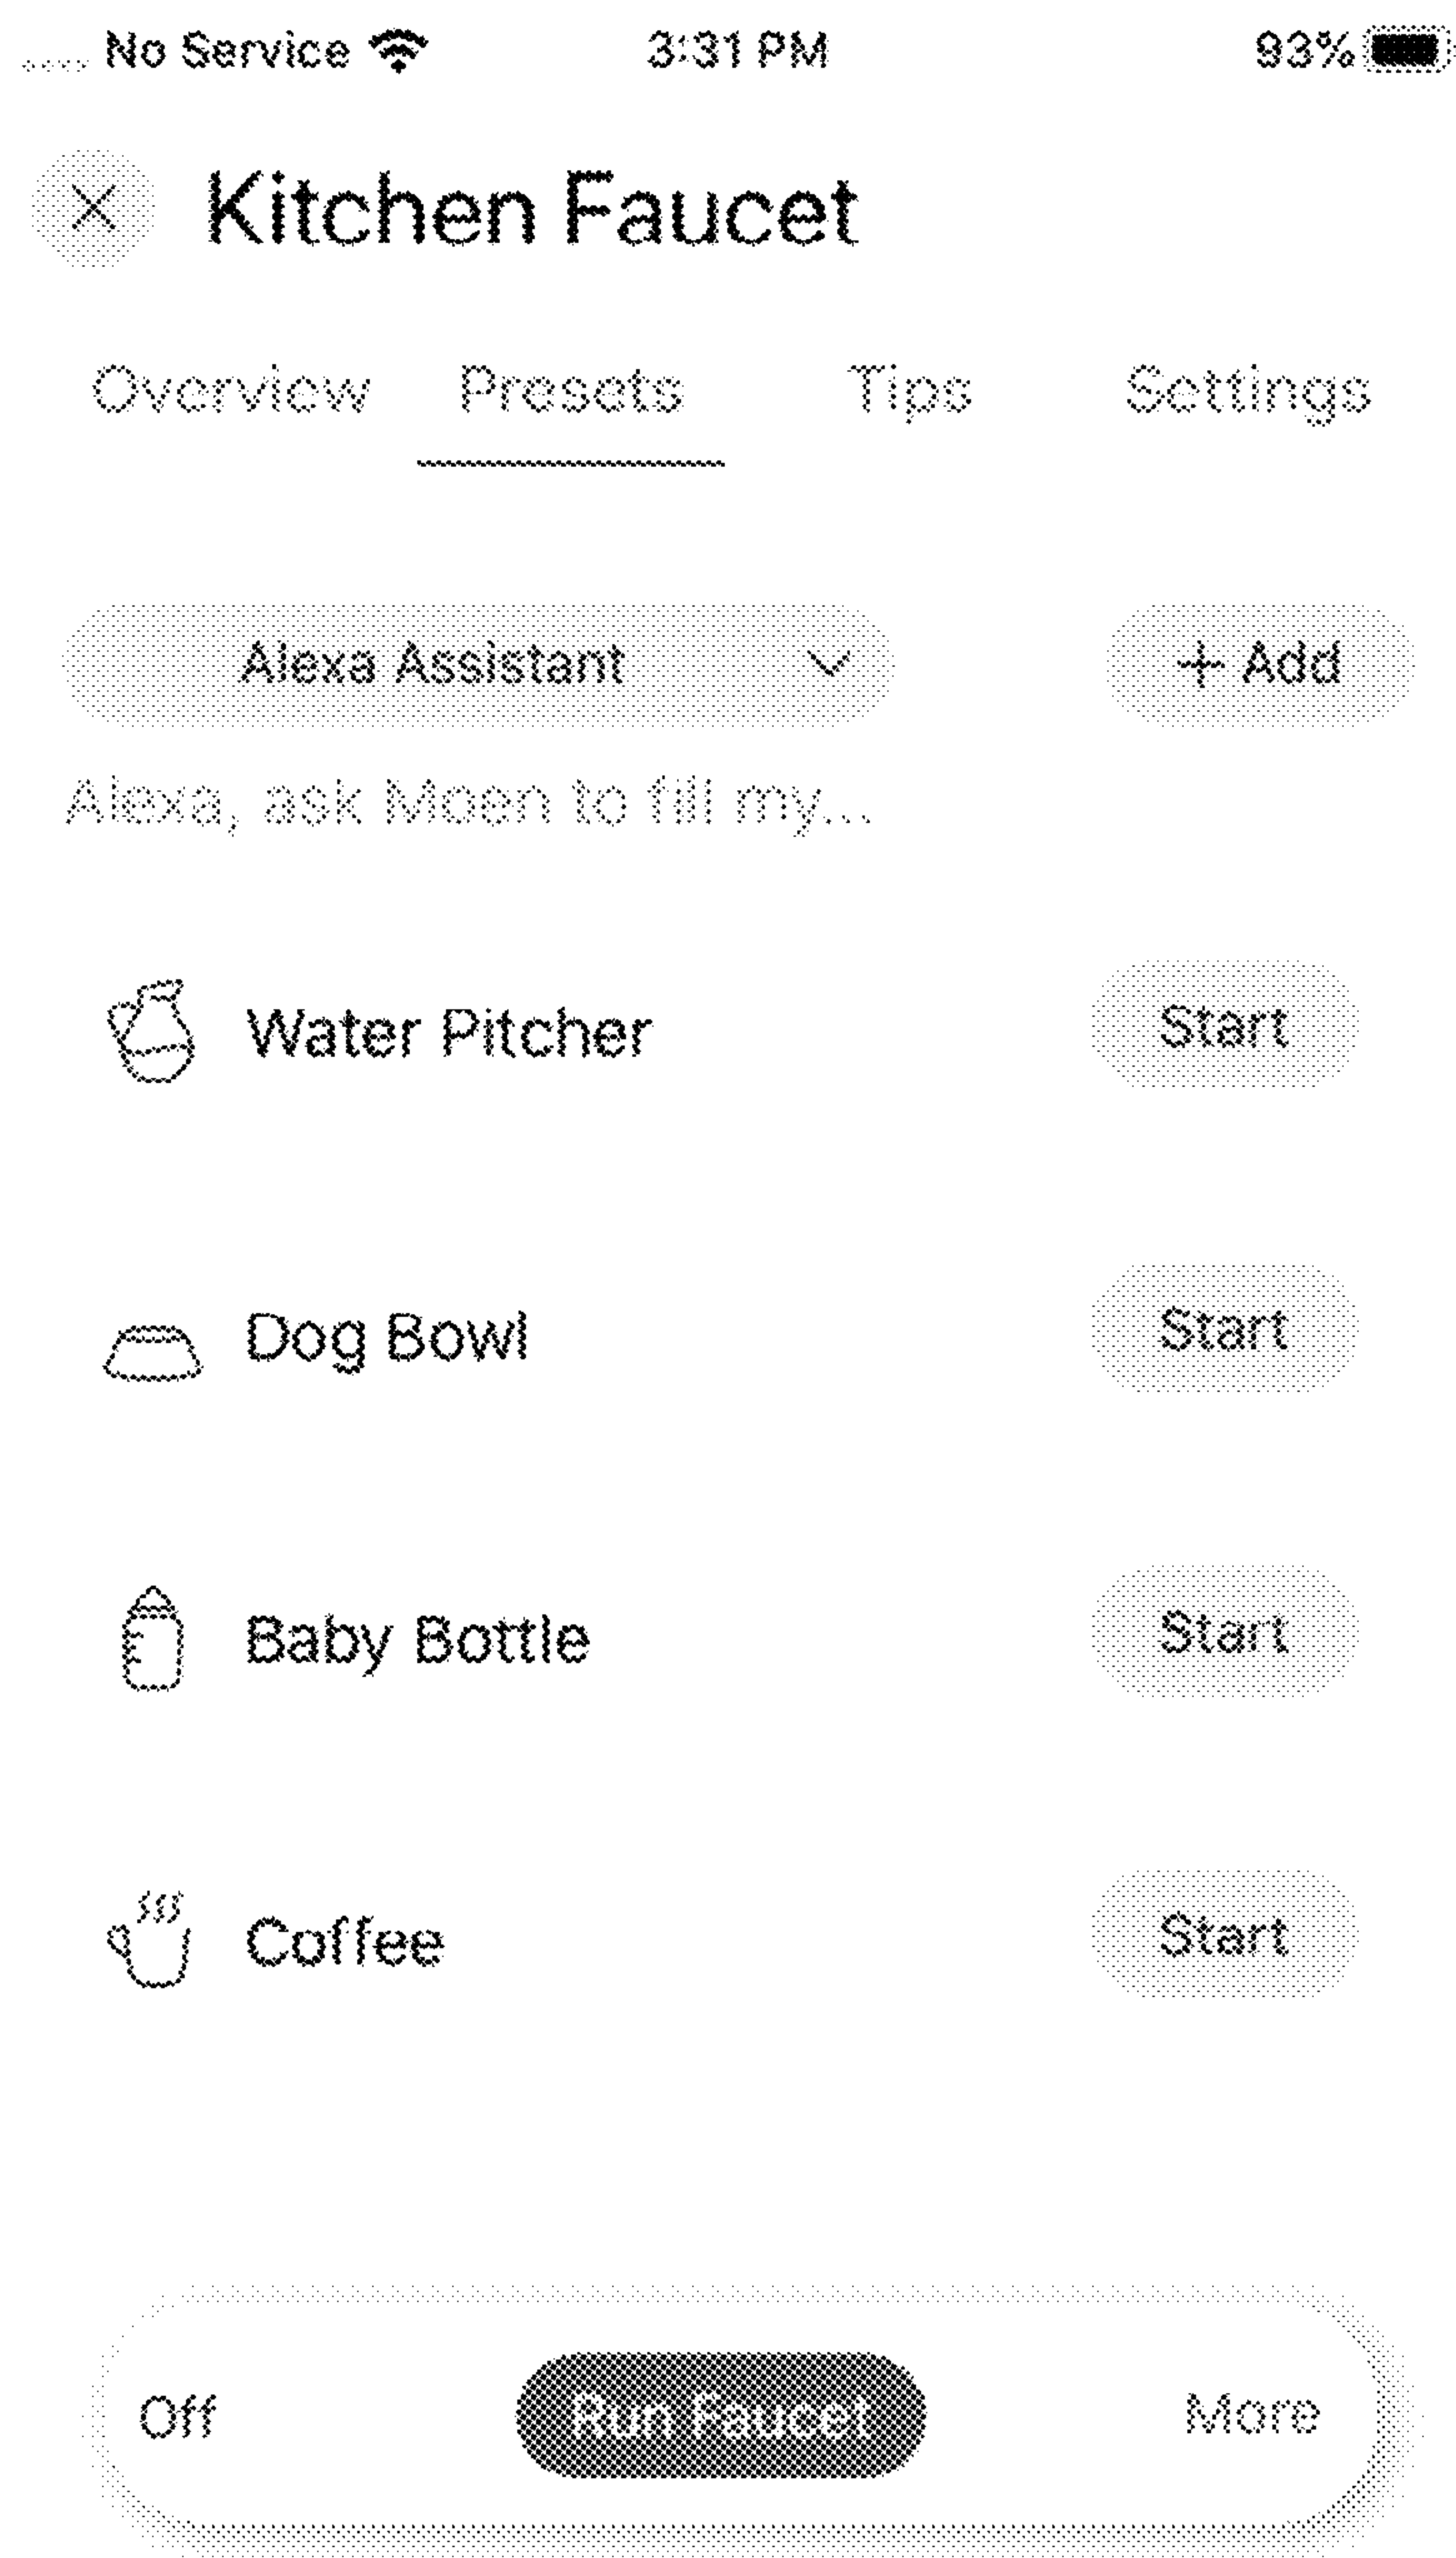 No Service 3:31 PM 93%
Kitchen Faucet
Overview Presets Tips Settings
Alexa Assistant + Add
Alexa, ask Moen to fill my...
Water Pitcher Start
Dog Bowl Start
Baby Bottle Start
Coffee Start
Off Run Faucet More